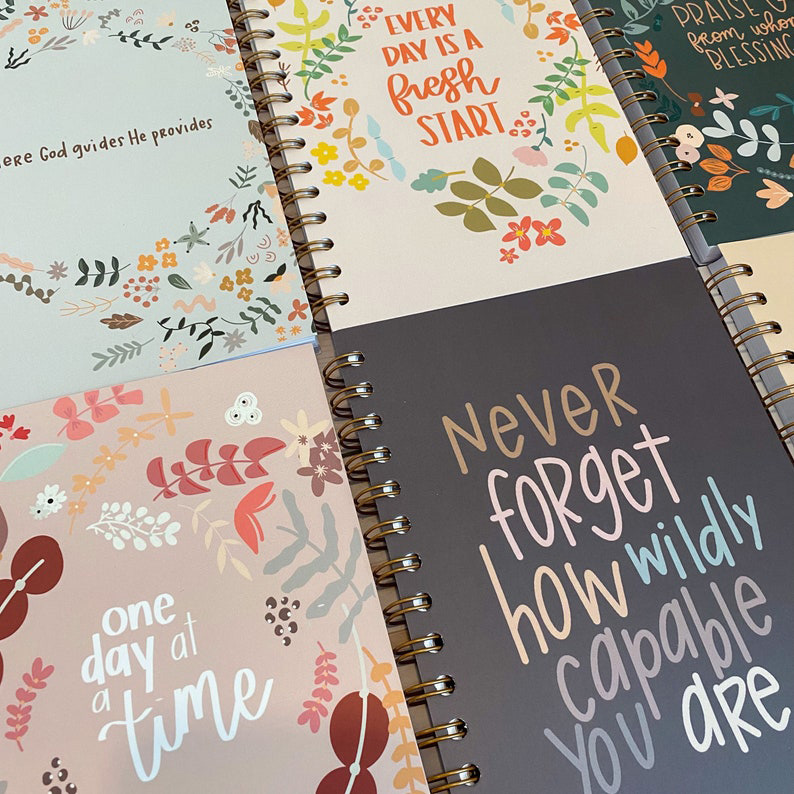 ere God guides He provides
EVERY
DAY IS A
fresh
START
PRAISE
from whom
BLESSING
one
day at
a
time
Never
forget
how wildly
capable
you are